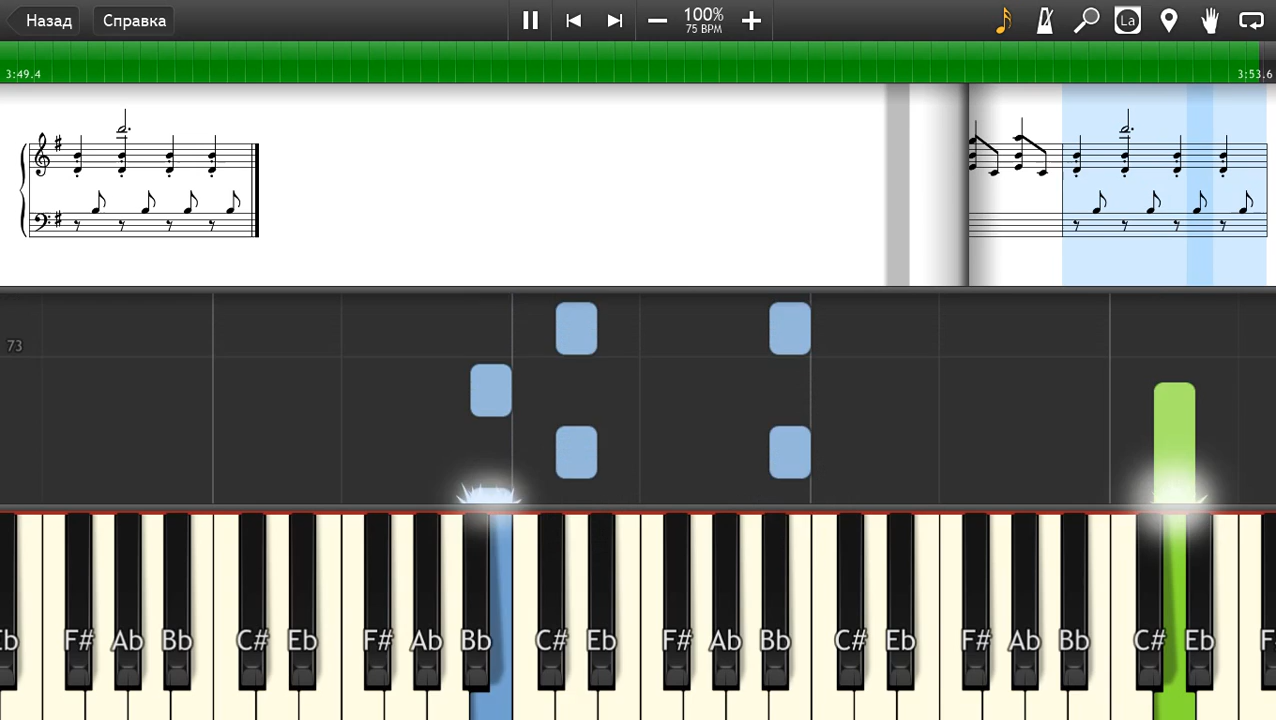 Назад Справка 100% La
75 BPM
3:49.4 3:53.6
73
Eb F# Ab Bb C# Eb F# Ab Bb C# Eb F# Ab Bb C# Eb F# Ab Bb C# Eb F